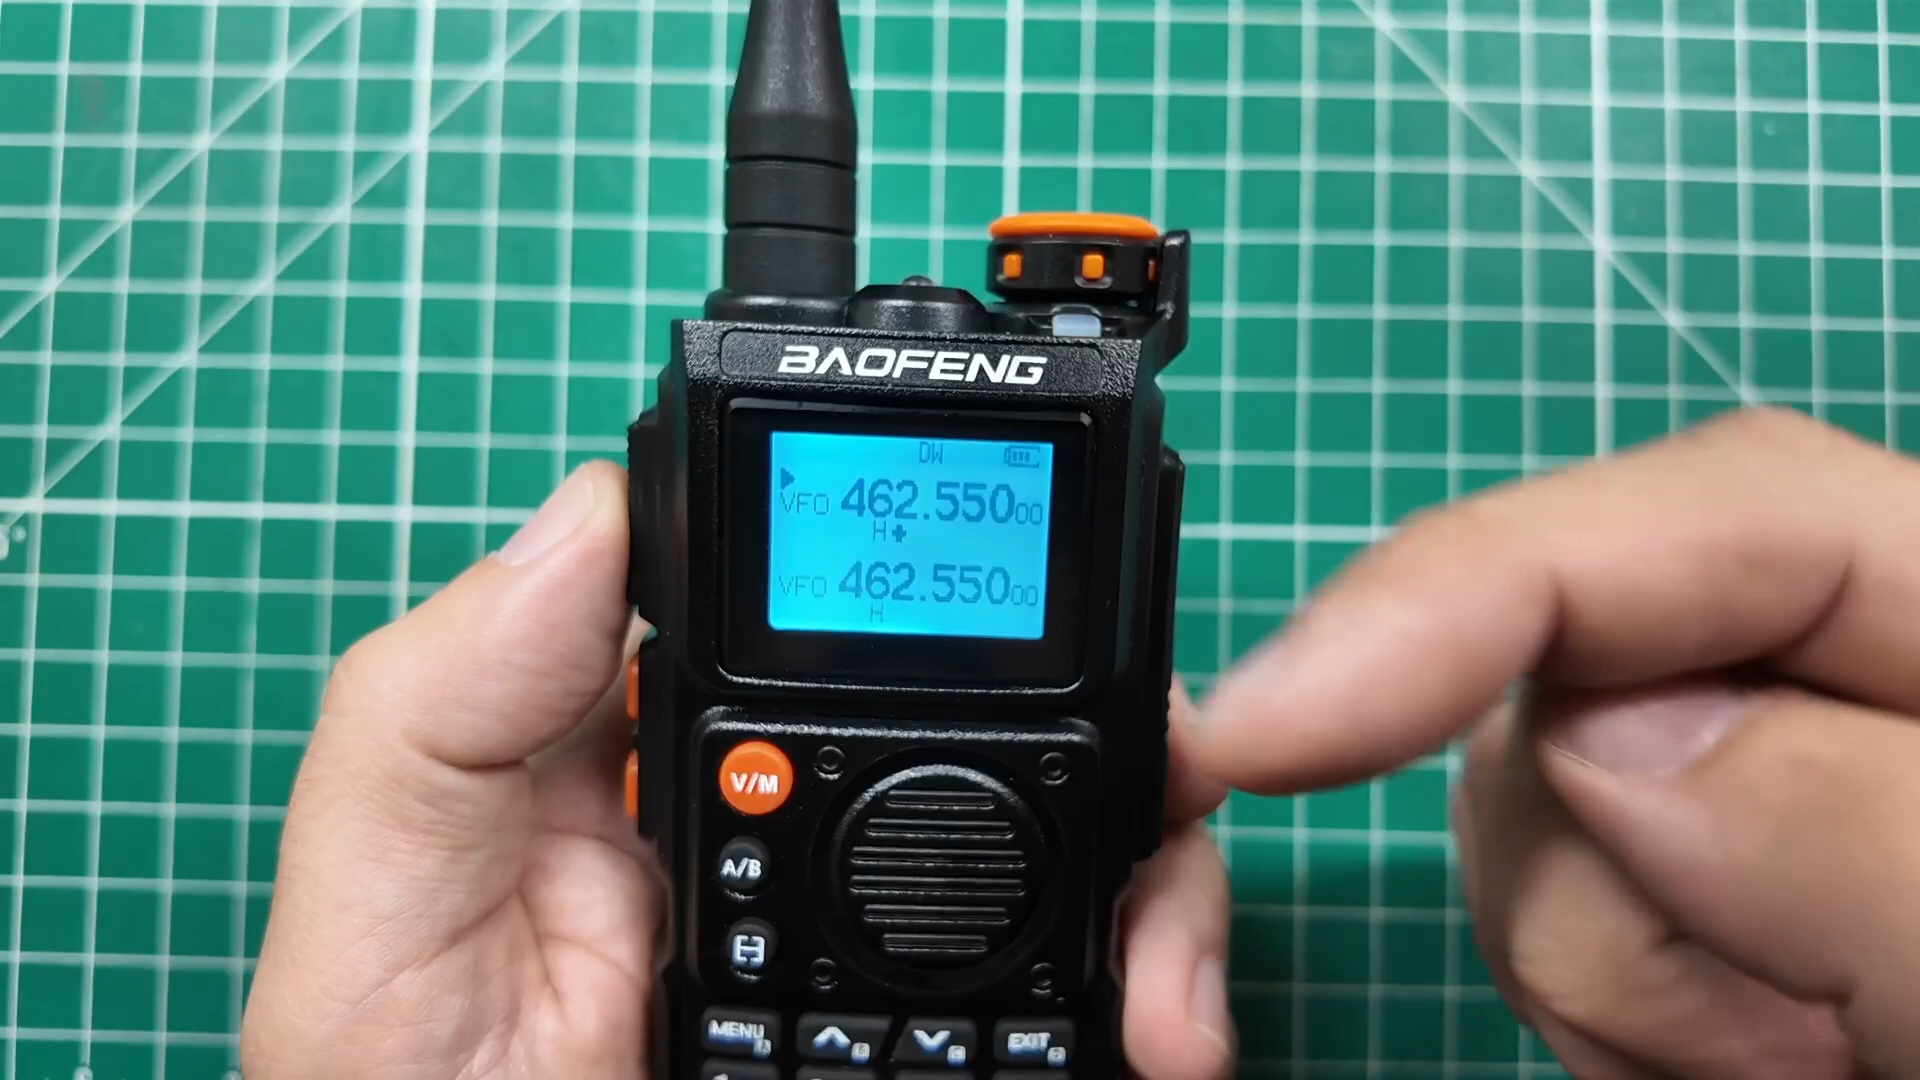 BAOFENG
DW
VFO 462.55000
H+
VFO 462.55000
H
V/M
A/B
MENU
EXIT